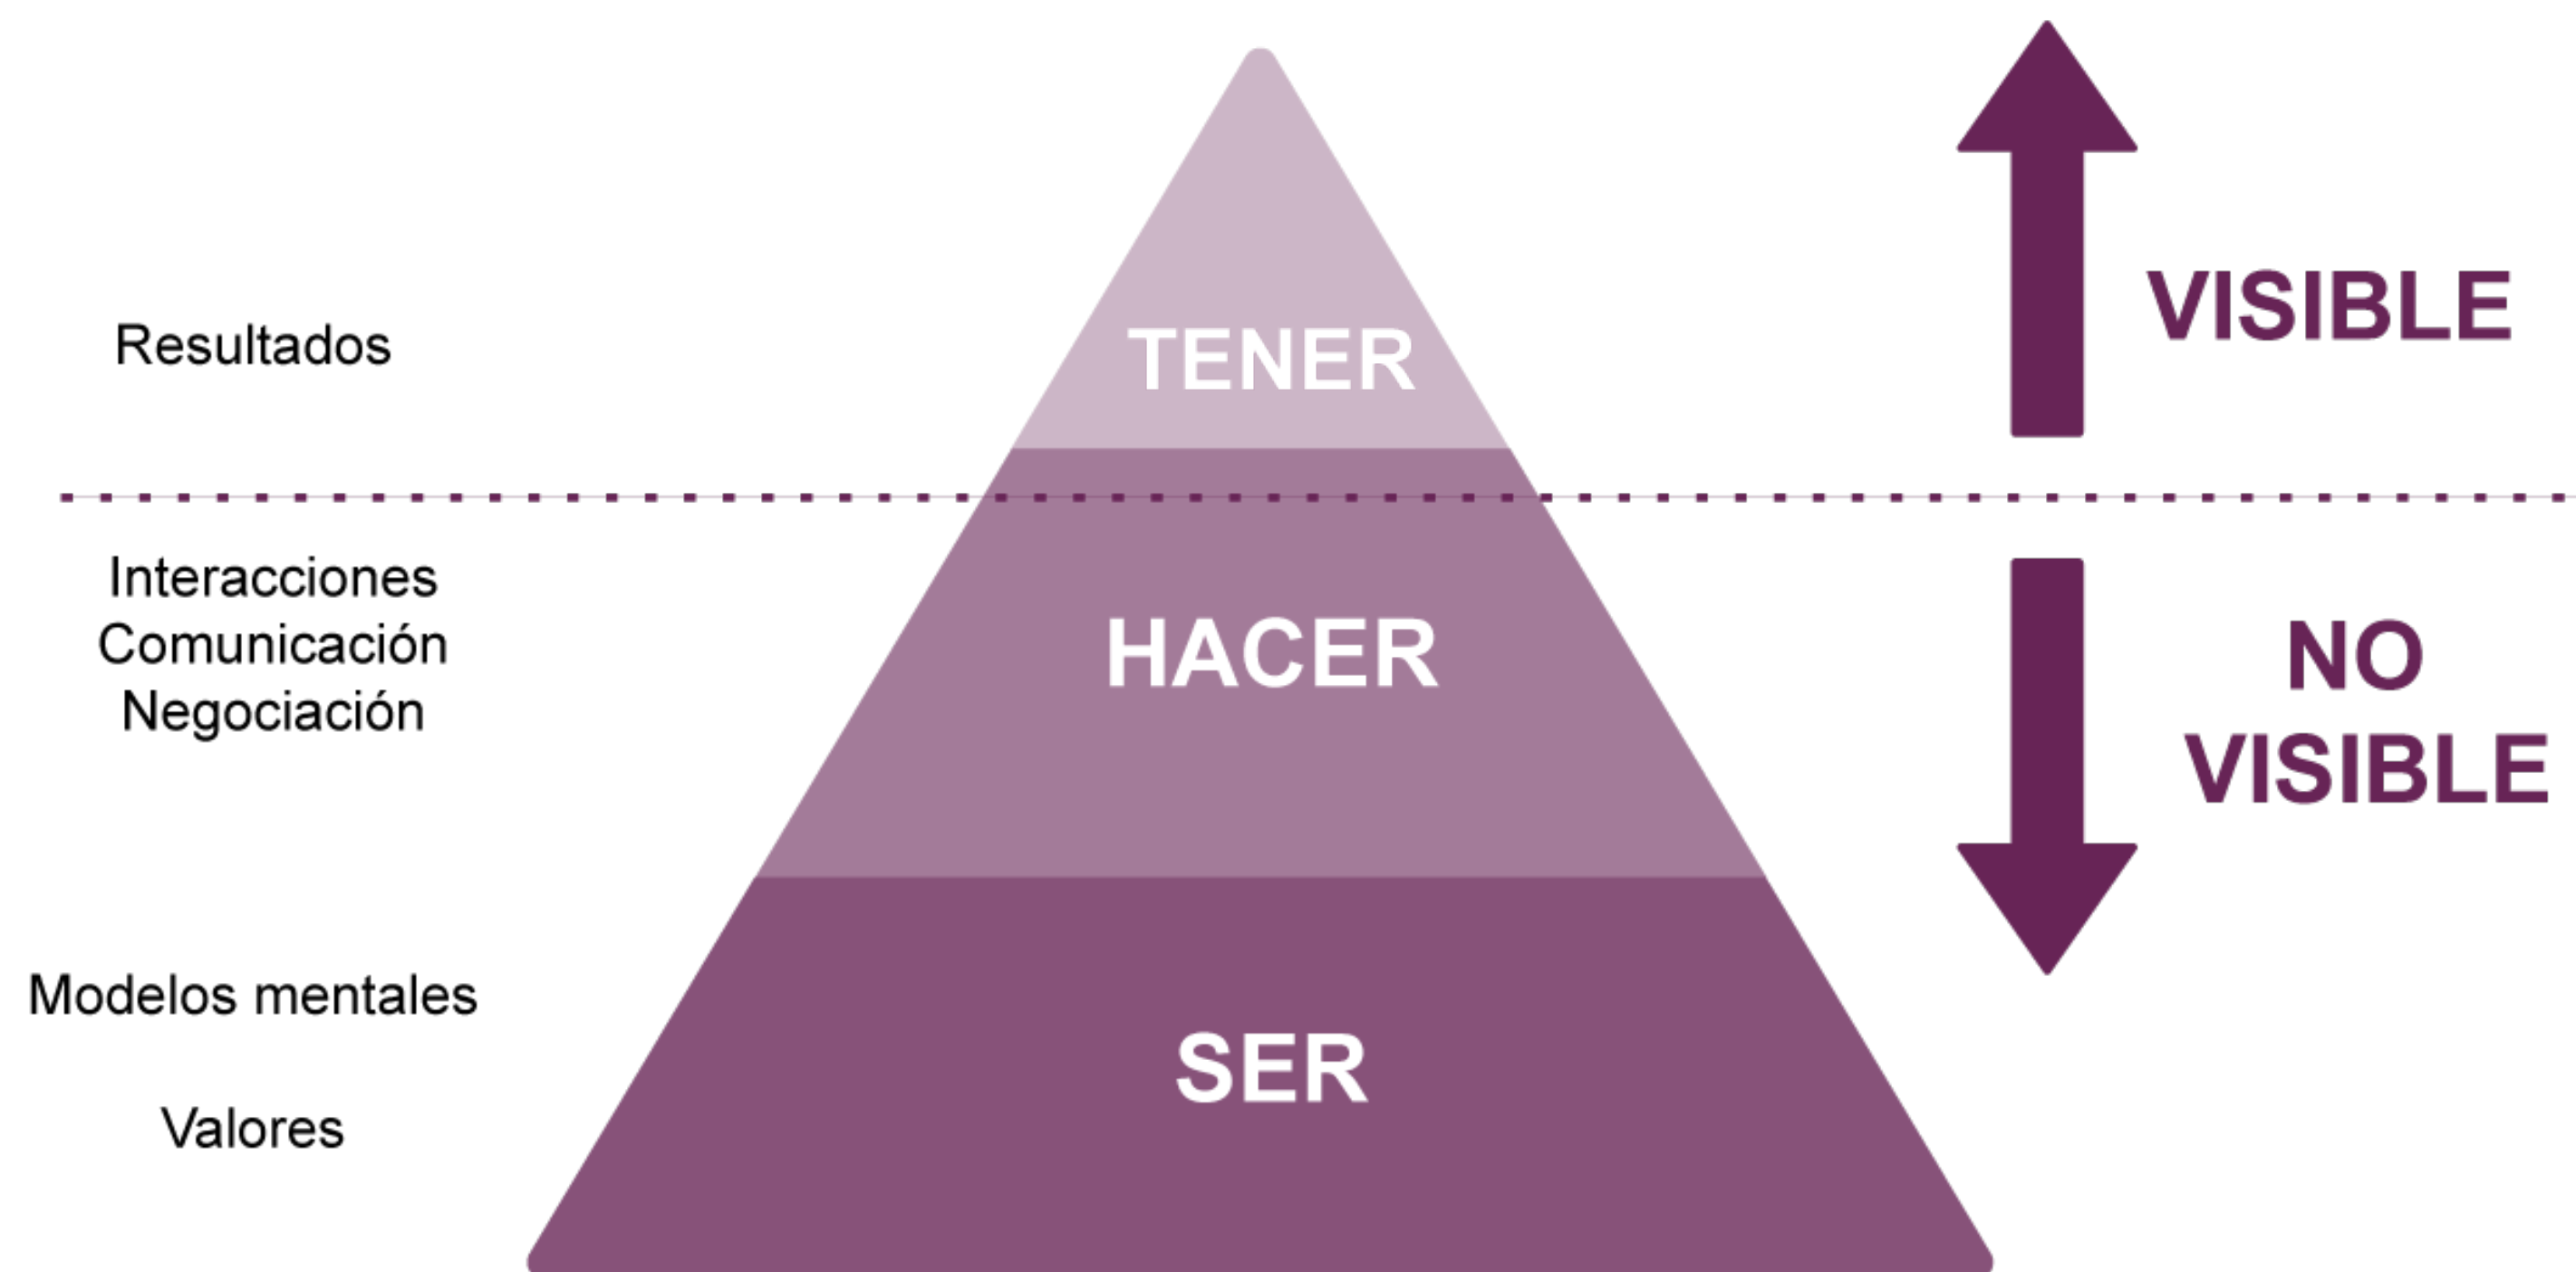 VISIBLE
Resultados
TENER
Interacciones
Comunicación
Negociación
HACER
NO
VISIBLE
Modelos mentales
Valores
SER